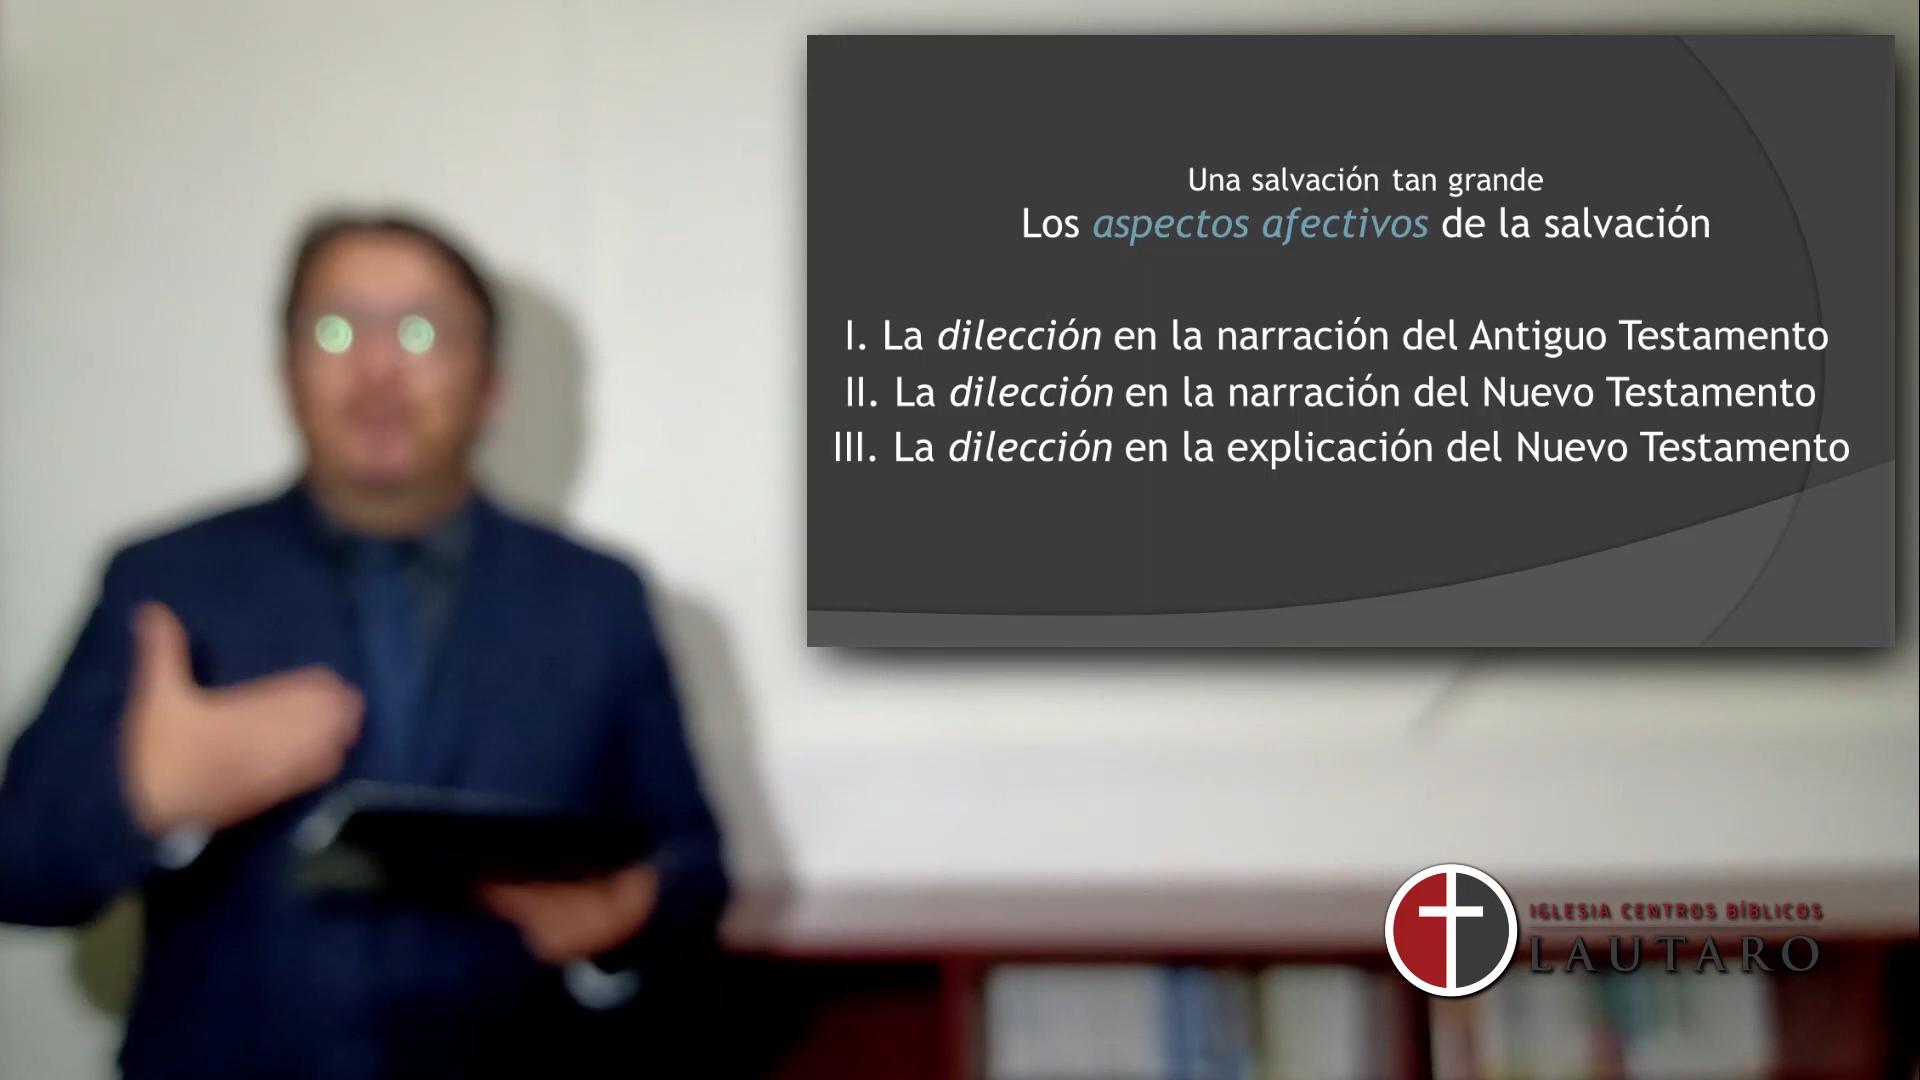 Una salvación tan grande
Los aspectos afectivos de la salvación
I. La dilección en la narración del Antiguo Testamento
II. La dilección en la narración del Nuevo Testamento
III. La dilección en la explicación del Nuevo Testamento
IGLESIA CENTROS BÍBLICOS
LAUTARO